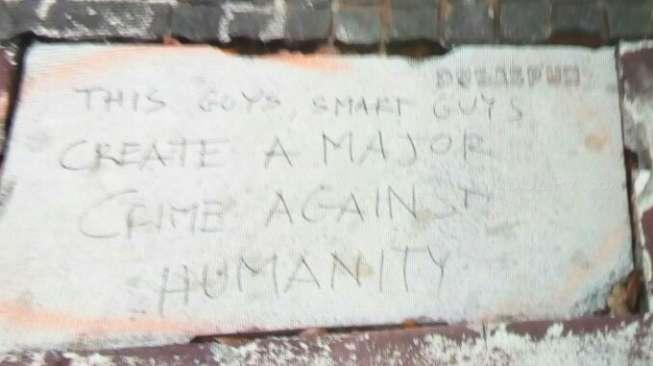 THIS GUYS, SMART GUYS
CREATE A MAJOR
CRIME AGAINST
HUMANITY